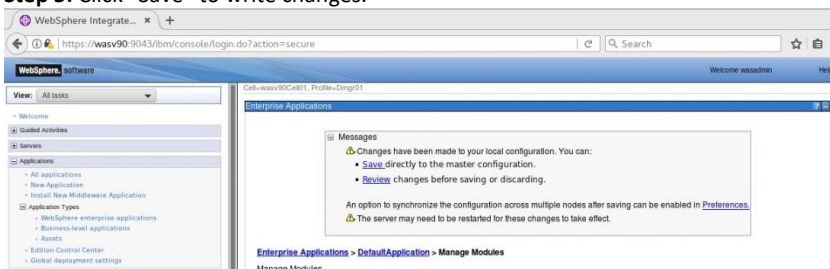 Step 9: Click "Save" to write changes.
WebSphere Integrate... × +
https://wasv90:9043/ibm/console/login.do?action=secure
Search
WebSphere. software
Welcome wasadmin
View: All tasks
Cell=wasv90Cell01, Profile=Dmgr01
Enterprise Applications
Welcome
Guided Activities
Servers
Applications
All applications
New Application
Install New Middleware Application
Application Types
WebSphere enterprise applications
Business-level applications
Assets
Edition Control Center
Global deployment settings
Messages
Changes have been made to your local configuration. You can:
Save directly to the master configuration.
Review changes before saving or discarding.
An option to synchronize the configuration across multiple nodes after saving can be enabled in Preferences.
The server may need to be restarted for these changes to take effect.
Enterprise Applications > DefaultApplication > Manage Modules
Manage Modules